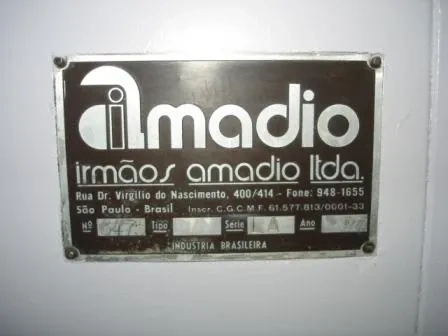 amadio
irmãos amadio ltda.
Rua Dr. Virgilio do Nascimento, 400/414 - Fone: 948-1655
São Paulo - Brasil Inscr. C.G.C.M.F. 61.577.813/0001-33
Nº Tipo Serie LA Ano
INDUSTRIA BRASILEIRA